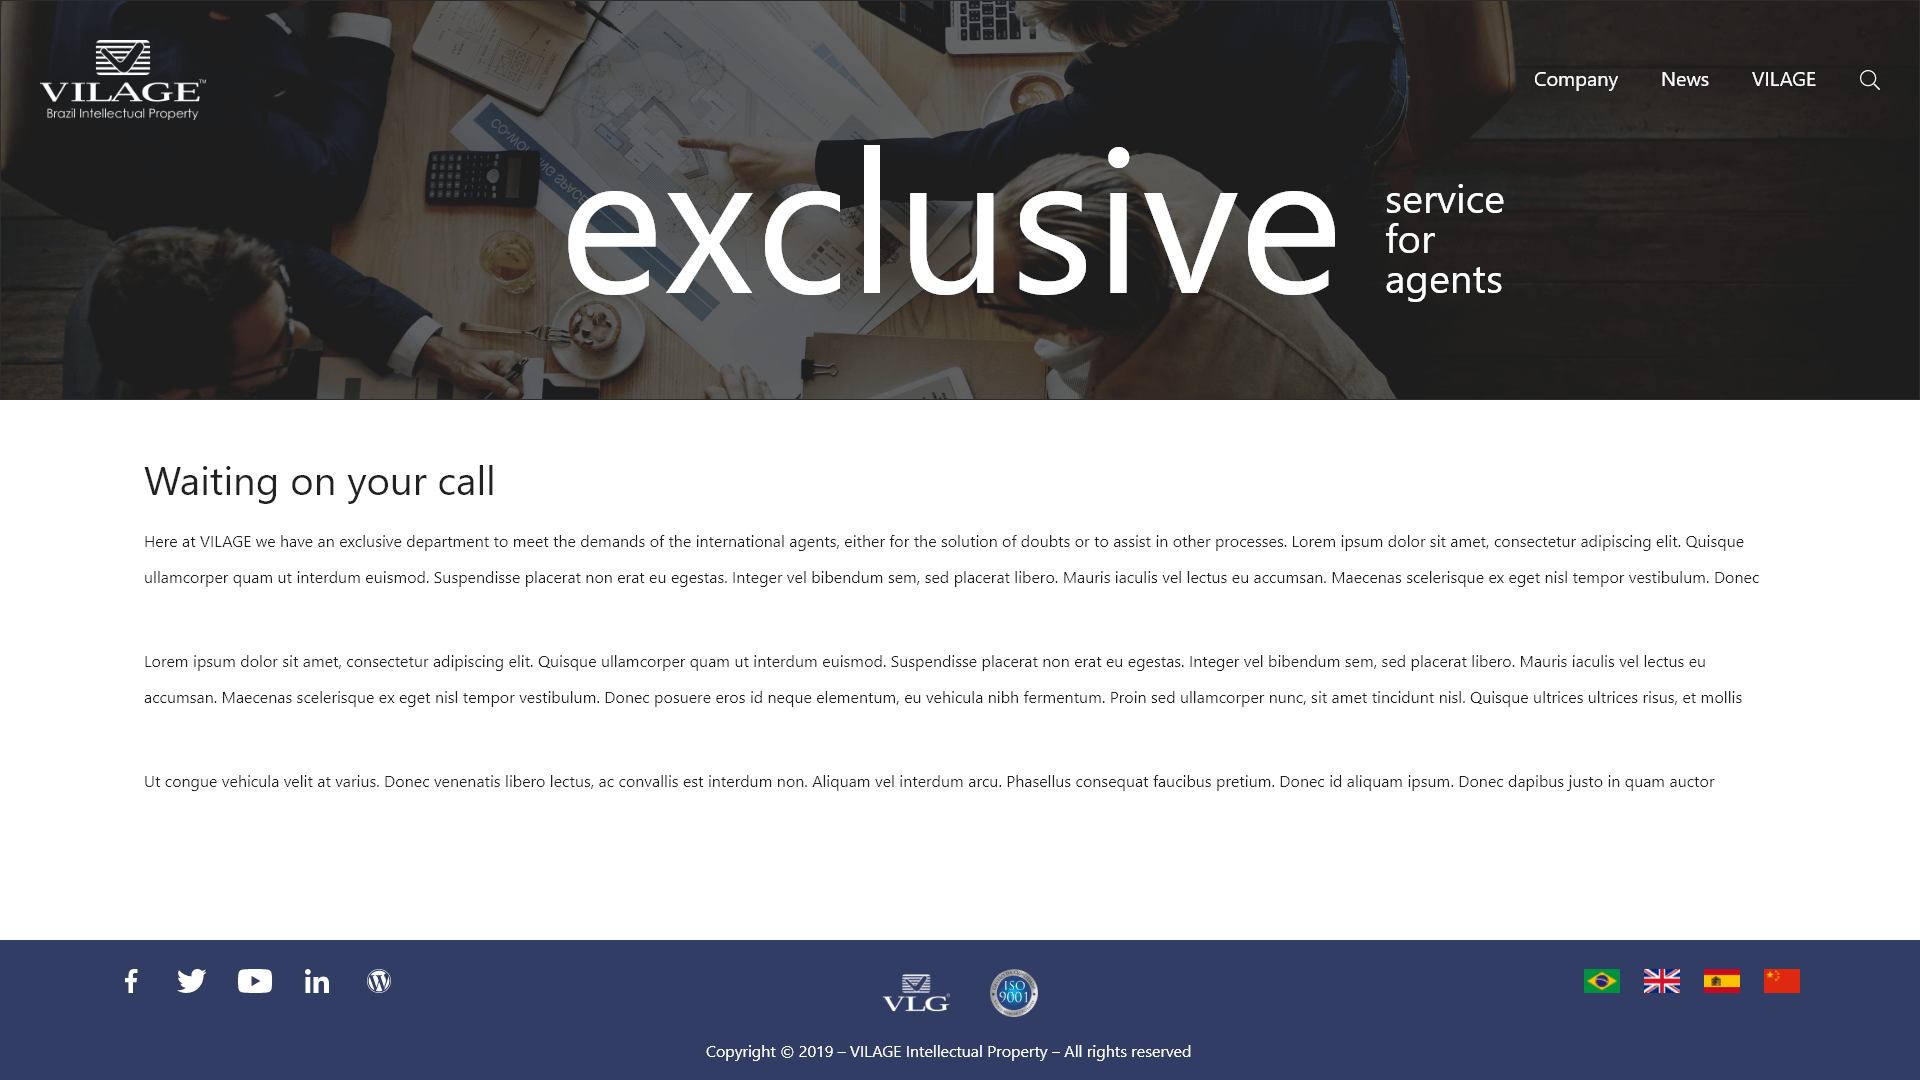 VILAGE™
Brazil Intellectual Property
Company News VILAGE
CO-WORKING SPACE
exclusive
service
for
agents
Waiting on your call
Here at VILAGE we have an exclusive department to meet the demands of the international agents, either for the solution of doubts or to assist in other processes. Lorem ipsum dolor sit amet, consectetur adipiscing elit. Quisque
ullamcorper quam ut interdum euismod. Suspendisse placerat non erat eu egestas. Integer vel bibendum sem, sed placerat libero. Mauris iaculis vel lectus eu accumsan. Maecenas scelerisque ex eget nisl tempor vestibulum. Donec
Lorem ipsum dolor sit amet, consectetur adipiscing elit. Quisque ullamcorper quam ut interdum euismod. Suspendisse placerat non erat eu egestas. Integer vel bibendum sem, sed placerat libero. Mauris iaculis vel lectus eu
accumsan. Maecenas scelerisque ex eget nisl tempor vestibulum. Donec posuere eros id neque elementum, eu vehicula nibh fermentum. Proin sed ullamcorper nunc, sit amet tincidunt nisl. Quisque ultrices ultrices risus, et mollis
Ut congue vehicula velit at varius. Donec venenatis libero lectus, ac convallis est interdum non. Aliquam vel interdum arcu. Phasellus consequat faucibus pretium. Donec id aliquam ipsum. Donec dapibus justo in quam auctor
VLG®
ISO
9001
Copyright © 2019 – VILAGE Intellectual Property – All rights reserved